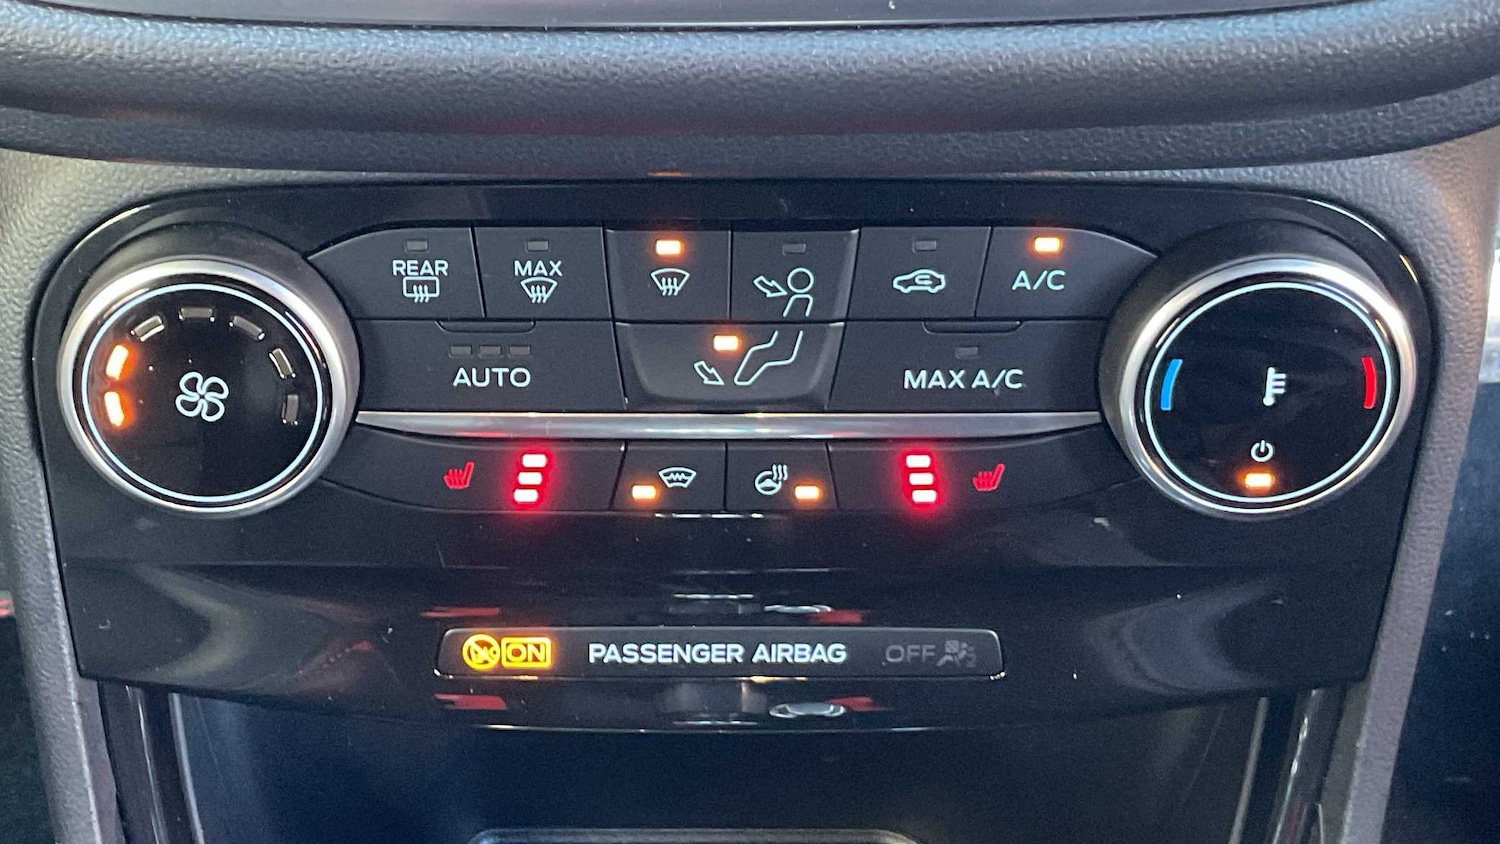 REAR
MAX
A/C
AUTO
MAX A/C
ON PASSENGER AIRBAG OFF